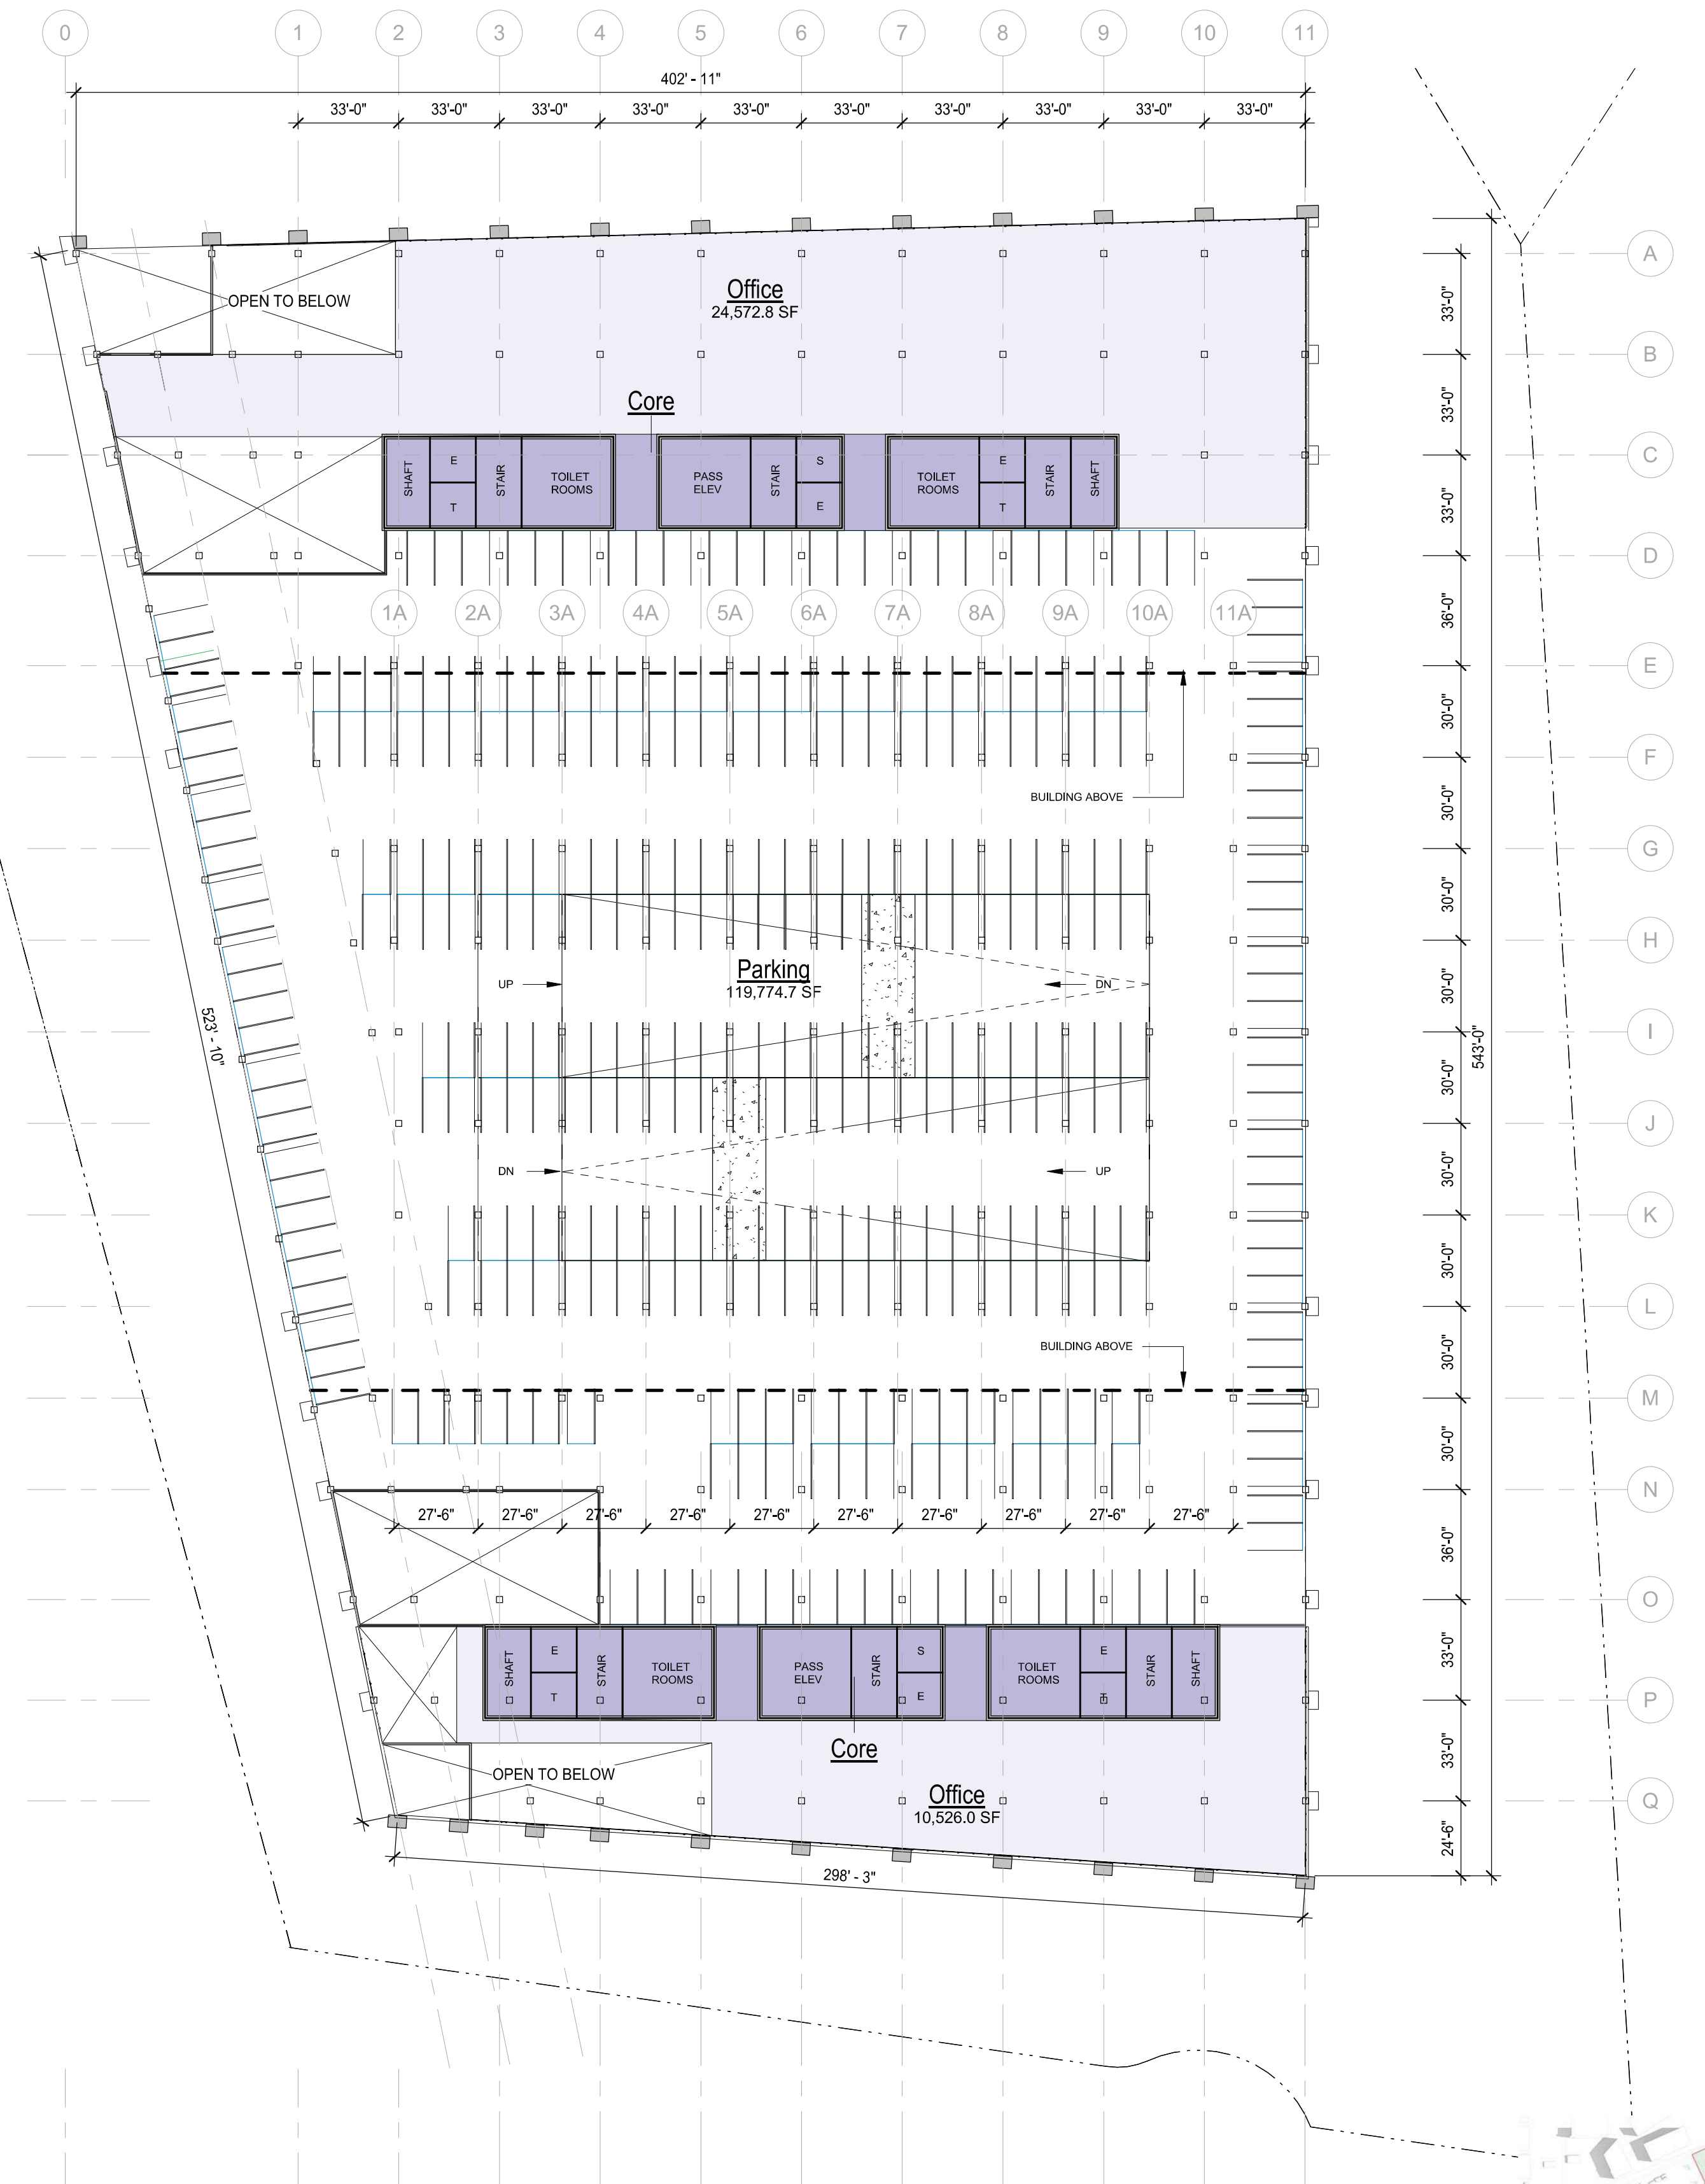 0 1 2 3 4 5 6 7 8 9 10 11
402' - 11"
33'-0" 33'-0" 33'-0" 33'-0" 33'-0" 33'-0" 33'-0" 33'-0" 33'-0" 33'-0"
A
OPEN TO BELOW
Office
24,572.8 SF
33'-0"
B
Core
33'-0"
C
SHAFT
E
T
STAIR
TOILET
ROOMS
PASS
ELEV
STAIR
S
E
TOILET
ROOMS
E
T
STAIR
SHAFT
33'-0"
D
36'-0"
1A 2A 3A 4A 5A 6A 7A 8A 9A 10A 11A
E
30'-0"
F
BUILDING ABOVE
30'-0"
G
30'-0"
H
Parking
119,774.7 SF
UP
DN
30'-0"
I
523' - 10"
543'-0"
30'-0"
J
DN
UP
30'-0"
K
30'-0"
L
BUILDING ABOVE
30'-0"
M
30'-0"
N
27'-6" 27'-6" 27'-6" 27'-6" 27'-6" 27'-6" 27'-6" 27'-6" 27'-6" 27'-6"
36'-0"
O
SHAFT
E
T
STAIR
TOILET
ROOMS
PASS
ELEV
STAIR
S
E
TOILET
ROOMS
E
T
STAIR
SHAFT
33'-0"
P
Core
33'-0"
OPEN TO BELOW
Office
10,526.0 SF
Q
24'-6"
298' - 3"